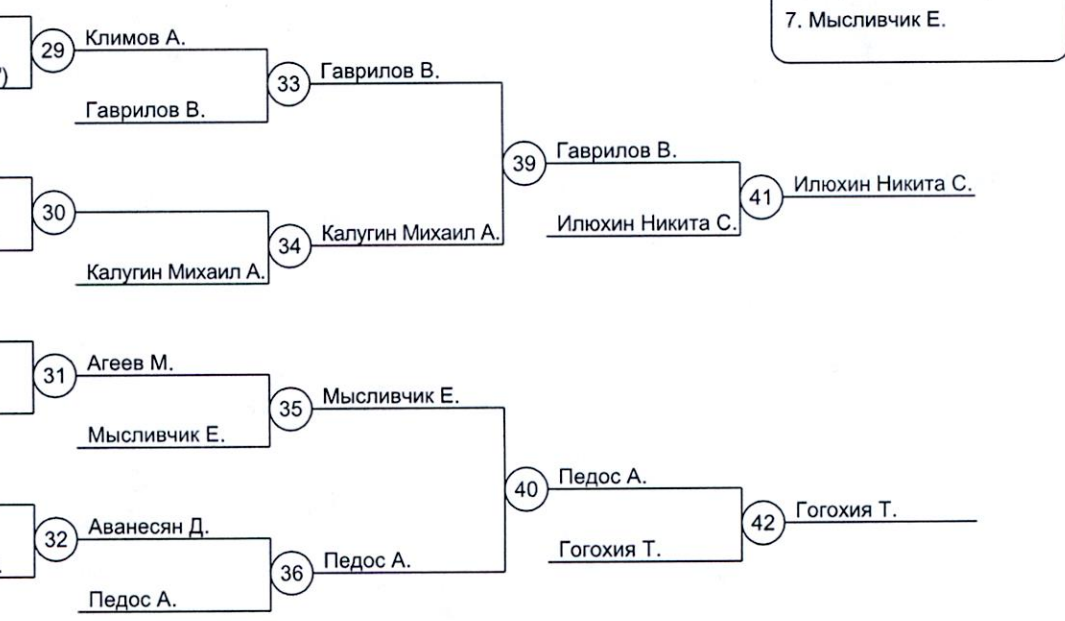 7. Мысливчик Е.
29 Климов А.
)
33 Гаврилов В.
Гаврилов В.
39 Гаврилов В.
41 Илюхин Никита С.
30
Илюхин Никита С.
34 Калугин Михаил А.
Калугин Михаил А.
31 Агеев М.
35 Мысливчик Е.
Мысливчик Е.
40 Педос А.
42 Гогохия Т.
32 Аванесян Д.
Гогохия Т.
36 Педос А.
Педос А.